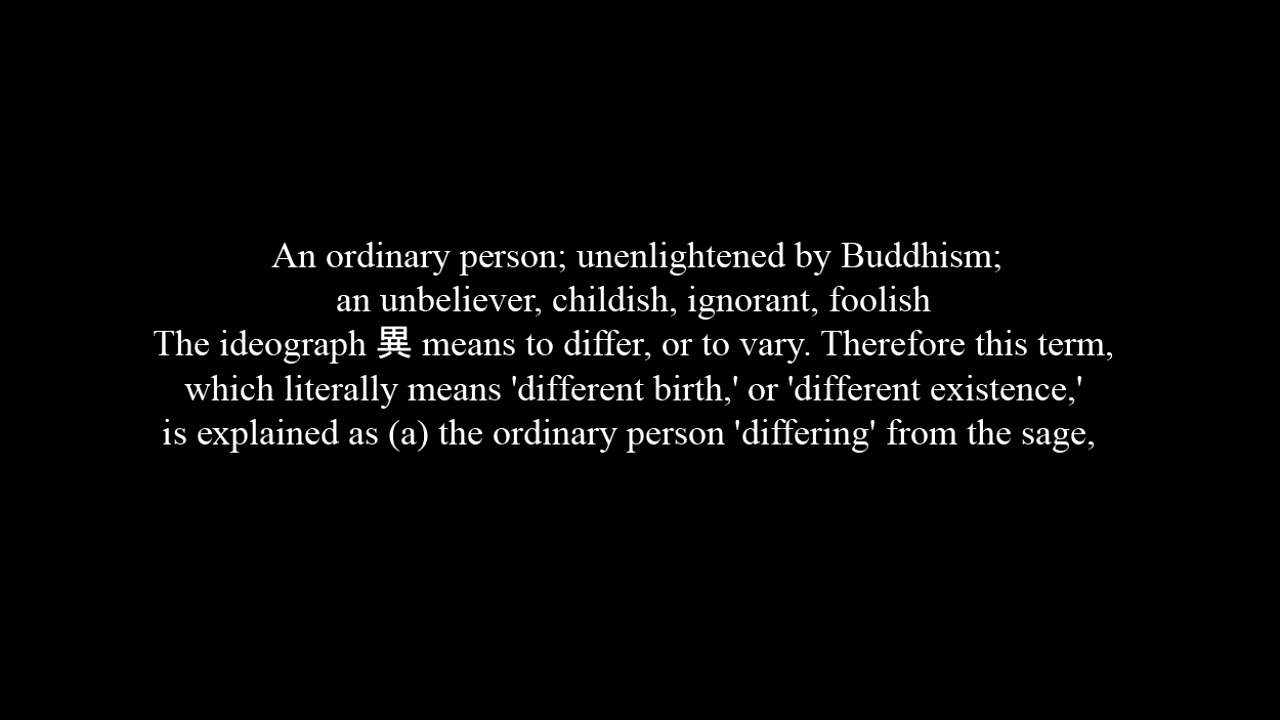 An ordinary person; unenlightened by Buddhism;
an unbeliever, childish, ignorant, foolish
The ideograph 異 means to differ, or to vary. Therefore this term,
which literally means 'different birth,' or 'different existence,'
is explained as (a) the ordinary person 'differing' from the sage,